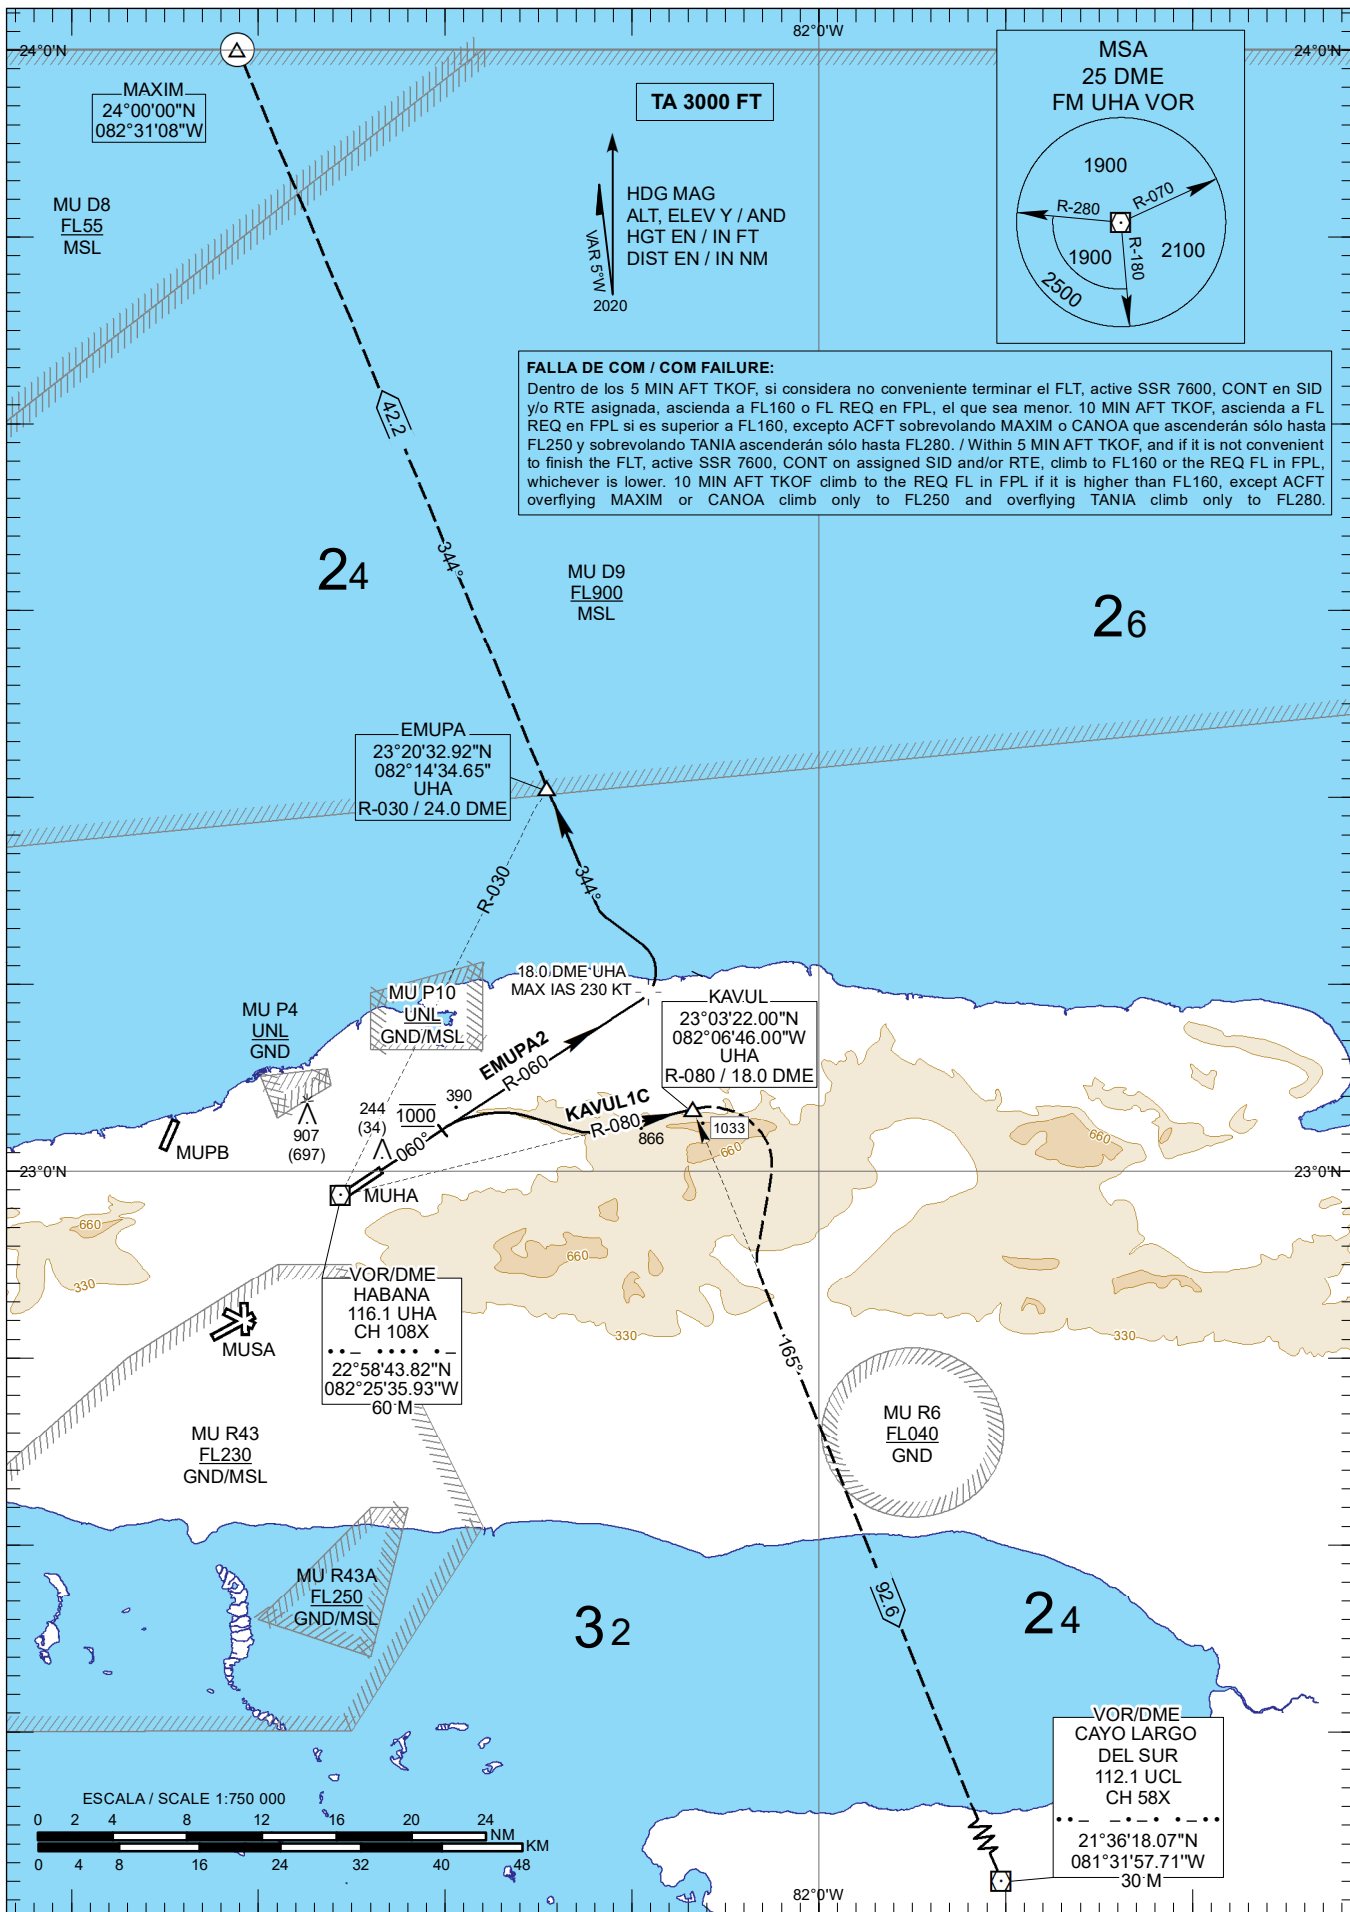 82°0'W
24°0'N
24°0'N
MAXIM
24°00'00"N
082°31'08"W
TA 3000 FT
MSA
25 DME
FM UHA VOR
1900
R-280
R-070
1900
R-180
2100
2500
HDG MAG
ALT, ELEV Y / AND
HGT EN / IN FT
DIST EN / IN NM
VAR 5°W
2020
MU D8
FL55
MSL
FALLA DE COM / COM FAILURE:
Dentro de los 5 MIN AFT TKOF, si considera no conveniente terminar el FLT, active SSR 7600, CONT en SID
y/o RTE asignada, ascienda a FL160 o FL REQ en FPL, el que sea menor. 10 MIN AFT TKOF, ascienda a FL
REQ en FPL si es superior a FL160, excepto ACFT sobrevolando MAXIM o CANOA que ascenderán sólo hasta
FL250 y sobrevolando TANIA ascenderán sólo hasta FL280. / Within 5 MIN AFT TKOF, and if it is not convenient
to finish the FLT, active SSR 7600, CONT on assigned SID and/or RTE, climb to FL160 or the REQ FL in FPL,
whichever is lower. 10 MIN AFT TKOF climb to the REQ FL in FPL if it is higher than FL160, except ACFT
overflying MAXIM or CANOA climb only to FL250 and overflying TANIA climb only to FL280.
42.2
344°
24
MU D9
FL900
MSL
26
EMUPA
23°20'32.92"N
082°14'34.65"
UHA
R-030 / 24.0 DME
R-030
344°
18.0 DME UHA
MAX IAS 230 KT
MU P10
UNL
GND/MSL
MU P4
UNL
GND
KAVUL
23°03'22.00"N
082°06'46.00"W
UHA
R-080 / 18.0 DME
EMUPA2
R-060
KAVUL1C
R-080
390
1000
244
(34)
060°
907
(697)
866
1033
660
660
MUPB
MUHA
23°0'N
23°0'N
660
660
330
330
330
VOR/DME
HABANA
116.1 UHA
CH 108X
22°58'43.82"N
082°25'35.93"W
60 M
MUSA
MU R43
FL230
GND/MSL
165°
MU R6
FL040
GND
MU R43A
FL250
GND/MSL
92.6
32
24
VOR/DME
CAYO LARGO
DEL SUR
112.1 UCL
CH 58X
21°36'18.07"N
081°31'57.71"W
30 M
ESCALA / SCALE 1:750 000
0 2 4 8 12 16 20 24
NM
KM
0 4 8 16 24 32 40 48
82°0'W